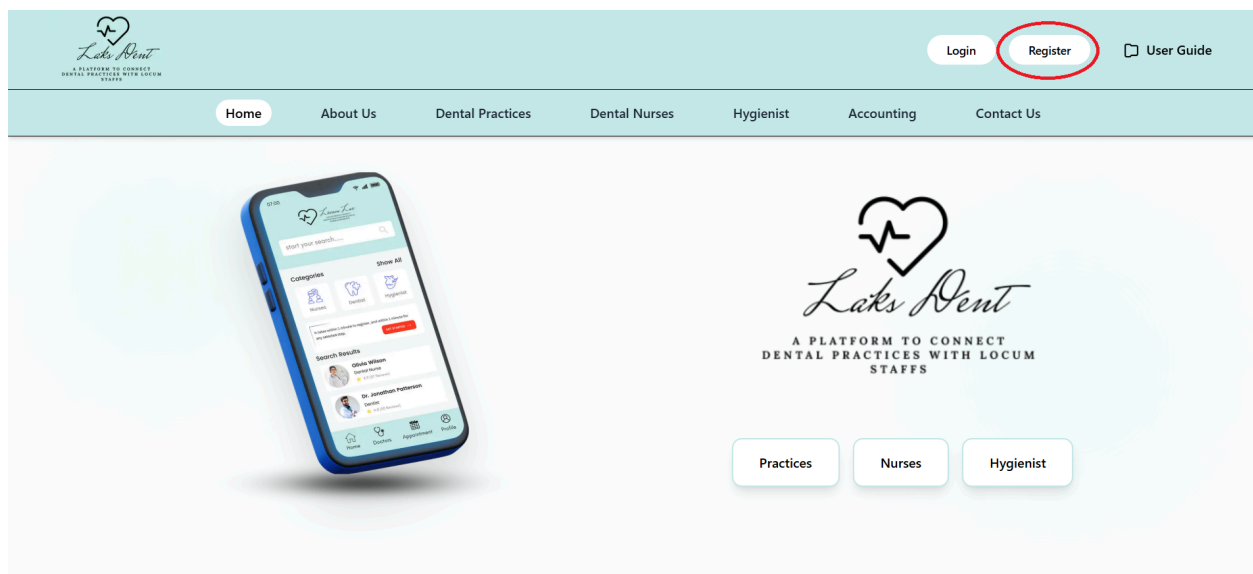 Laks Dent
A PLATFORM TO CONNECT
DENTAL PRACTICES WITH LOCUM
STAFFS
Login
Register
User Guide
Home
About Us
Dental Practices
Dental Nurses
Hygienist
Accounting
Contact Us
07:00
start your search.....
Categories
Show All
Nurses
Dentist
Hygienist
Search Results
Olivia Wilson
Dental Nurse
Dr. Jonathan Patterson
Dentist
Home
Doctors
Appointment
Profile
Laks Dent
A PLATFORM TO CONNECT
DENTAL PRACTICES WITH LOCUM
STAFFS
Practices
Nurses
Hygienist